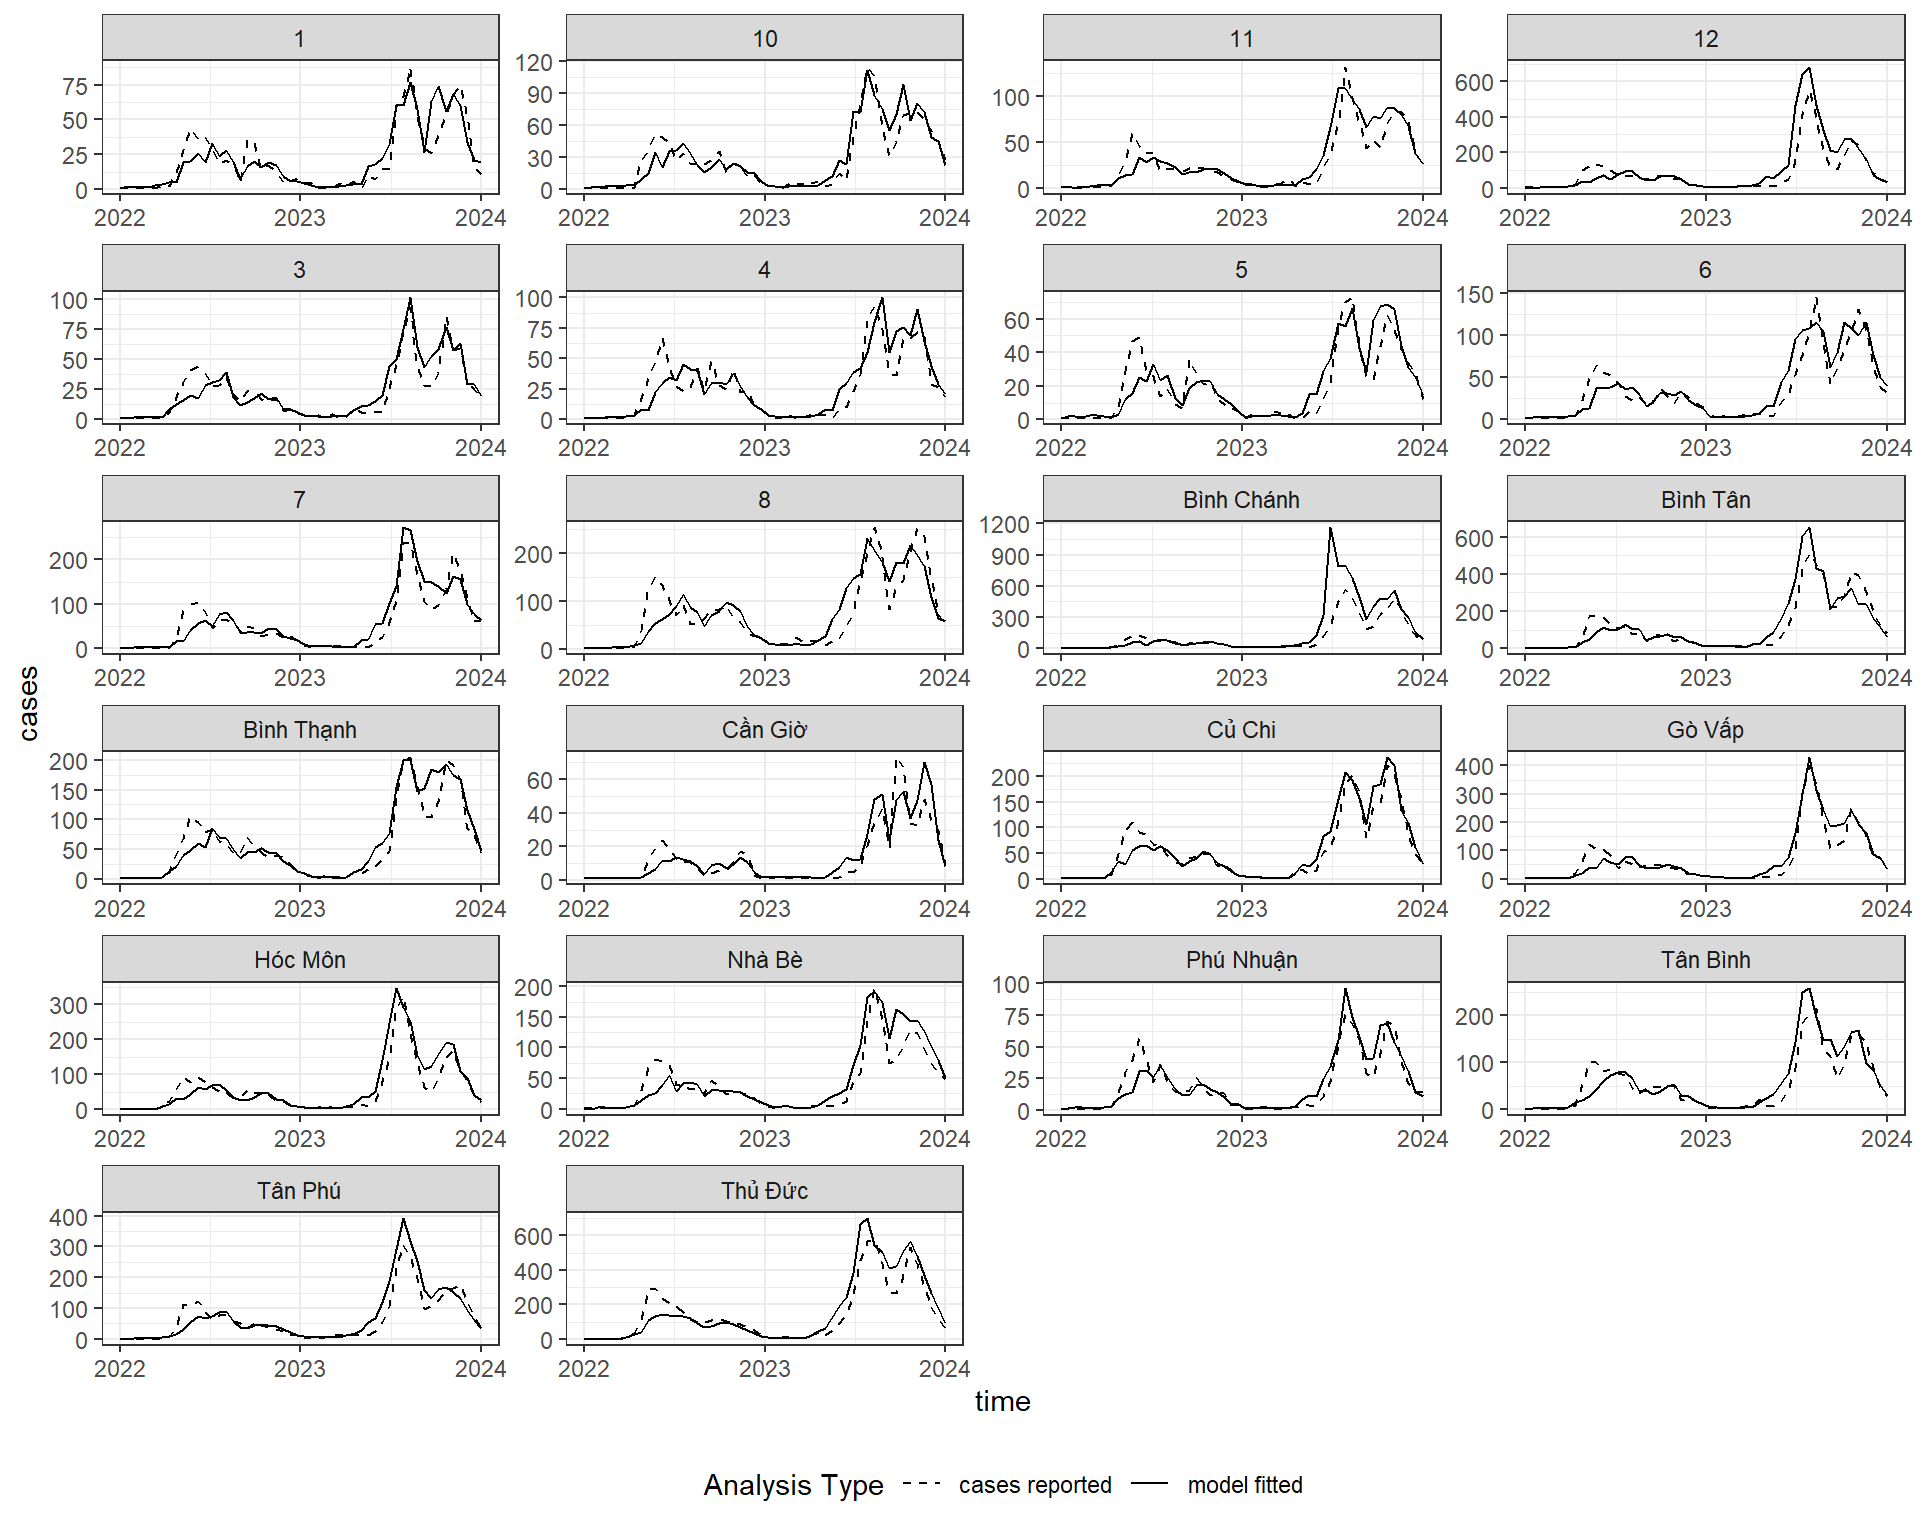 1
10
11
12
75
50
25
0
2022 2023 2024
120
90
60
30
0
2022 2023 2024
100
50
0
2022 2023 2024
600
400
200
0
2022 2023 2024
3
4
5
6
100
75
50
25
0
2022 2023 2024
100
75
50
25
0
2022 2023 2024
60
40
20
0
2022 2023 2024
150
100
50
0
2022 2023 2024
7
8
Bình Chánh
Bình Tân
200
100
0
2022 2023 2024
200
100
0
2022 2023 2024
1200
900
600
300
0
2022 2023 2024
600
400
200
0
2022 2023 2024
cases
Bình Thạnh
Cần Giờ
Củ Chi
Gò Vấp
200
150
100
50
0
2022 2023 2024
60
40
20
0
2022 2023 2024
200
150
100
50
0
2022 2023 2024
400
300
200
100
0
2022 2023 2024
Hóc Môn
Nhà Bè
Phú Nhuận
Tân Bình
300
200
100
0
2022 2023 2024
200
150
100
50
0
2022 2023 2024
100
75
50
25
0
2022 2023 2024
200
100
0
2022 2023 2024
Tân Phú
Thủ Đức
400
300
200
100
0
2022 2023 2024
600
400
200
0
2022 2023 2024
time
Analysis Type cases reported model fitted